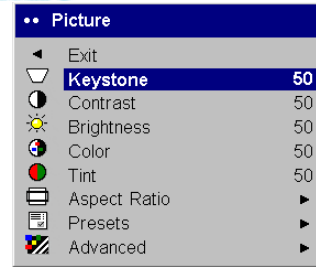 Picture
Exit
Keystone 50
Contrast 50
Brightness 50
Color 50
Tint 50
Aspect Ratio
Presets
Advanced